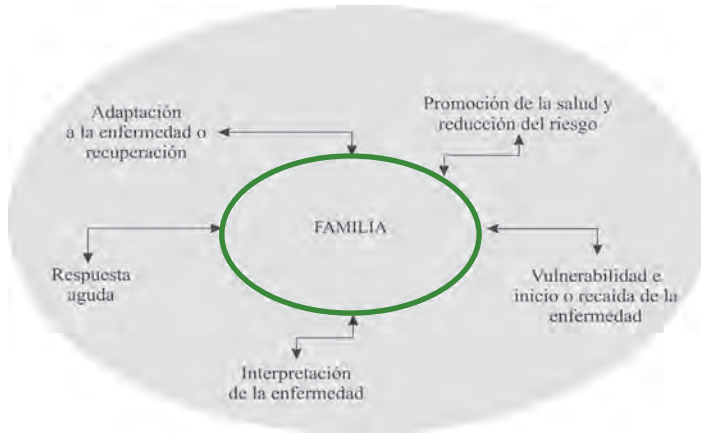 Adaptación
a la enfermedad o
recuperación
Promoción de la salud y
reducción del riesgo
FAMILIA
Respuesta
aguda
Vulnerabilidad e
inicio o recaída de la
enfermedad
Interpretación
de la enfermedad